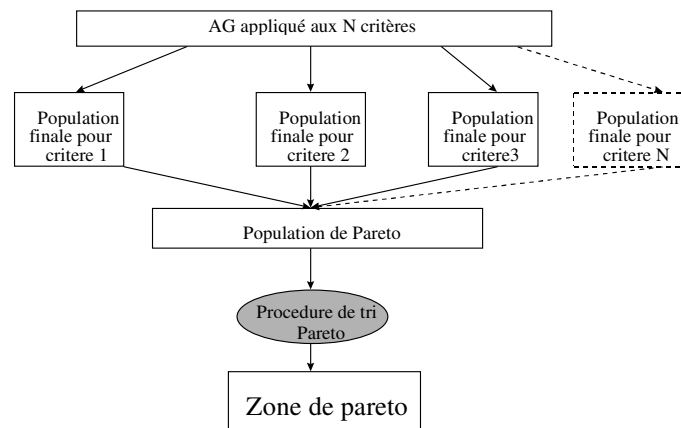 AG appliqué aux N critères
Population
finale pour
critere 1
Population
finale pour
critere 2
Population
finale pour
critere3
Population
finale pour
critere N
Population de Pareto
Procedure de tri
Pareto
Zone de pareto